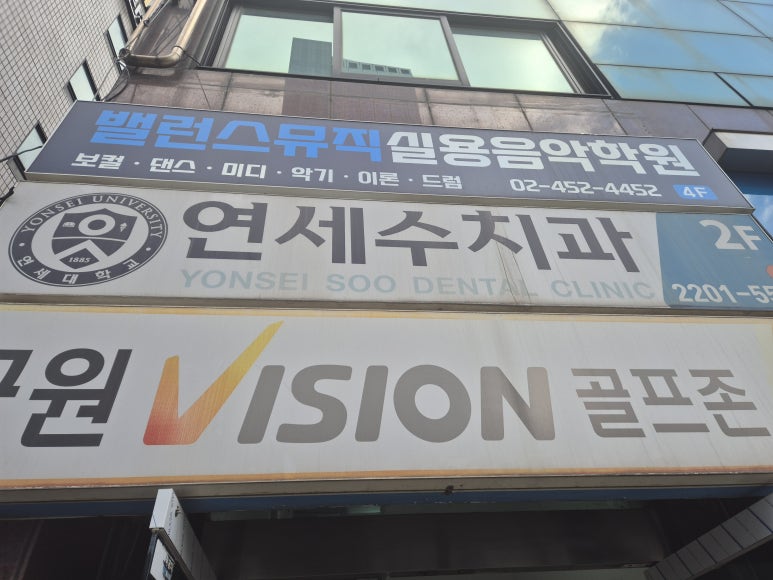 밸런스뮤직실용음악학원
보컬 · 댄스 · 미디 · 악기 · 이론 · 드럼 02-452-4452 4F
YONSEI UNIVERSITY
1885
연세대학교
연세수치과 2F
YONSEI SOO DENTAL CLINIC 2201-55
구원 VISION 골프존